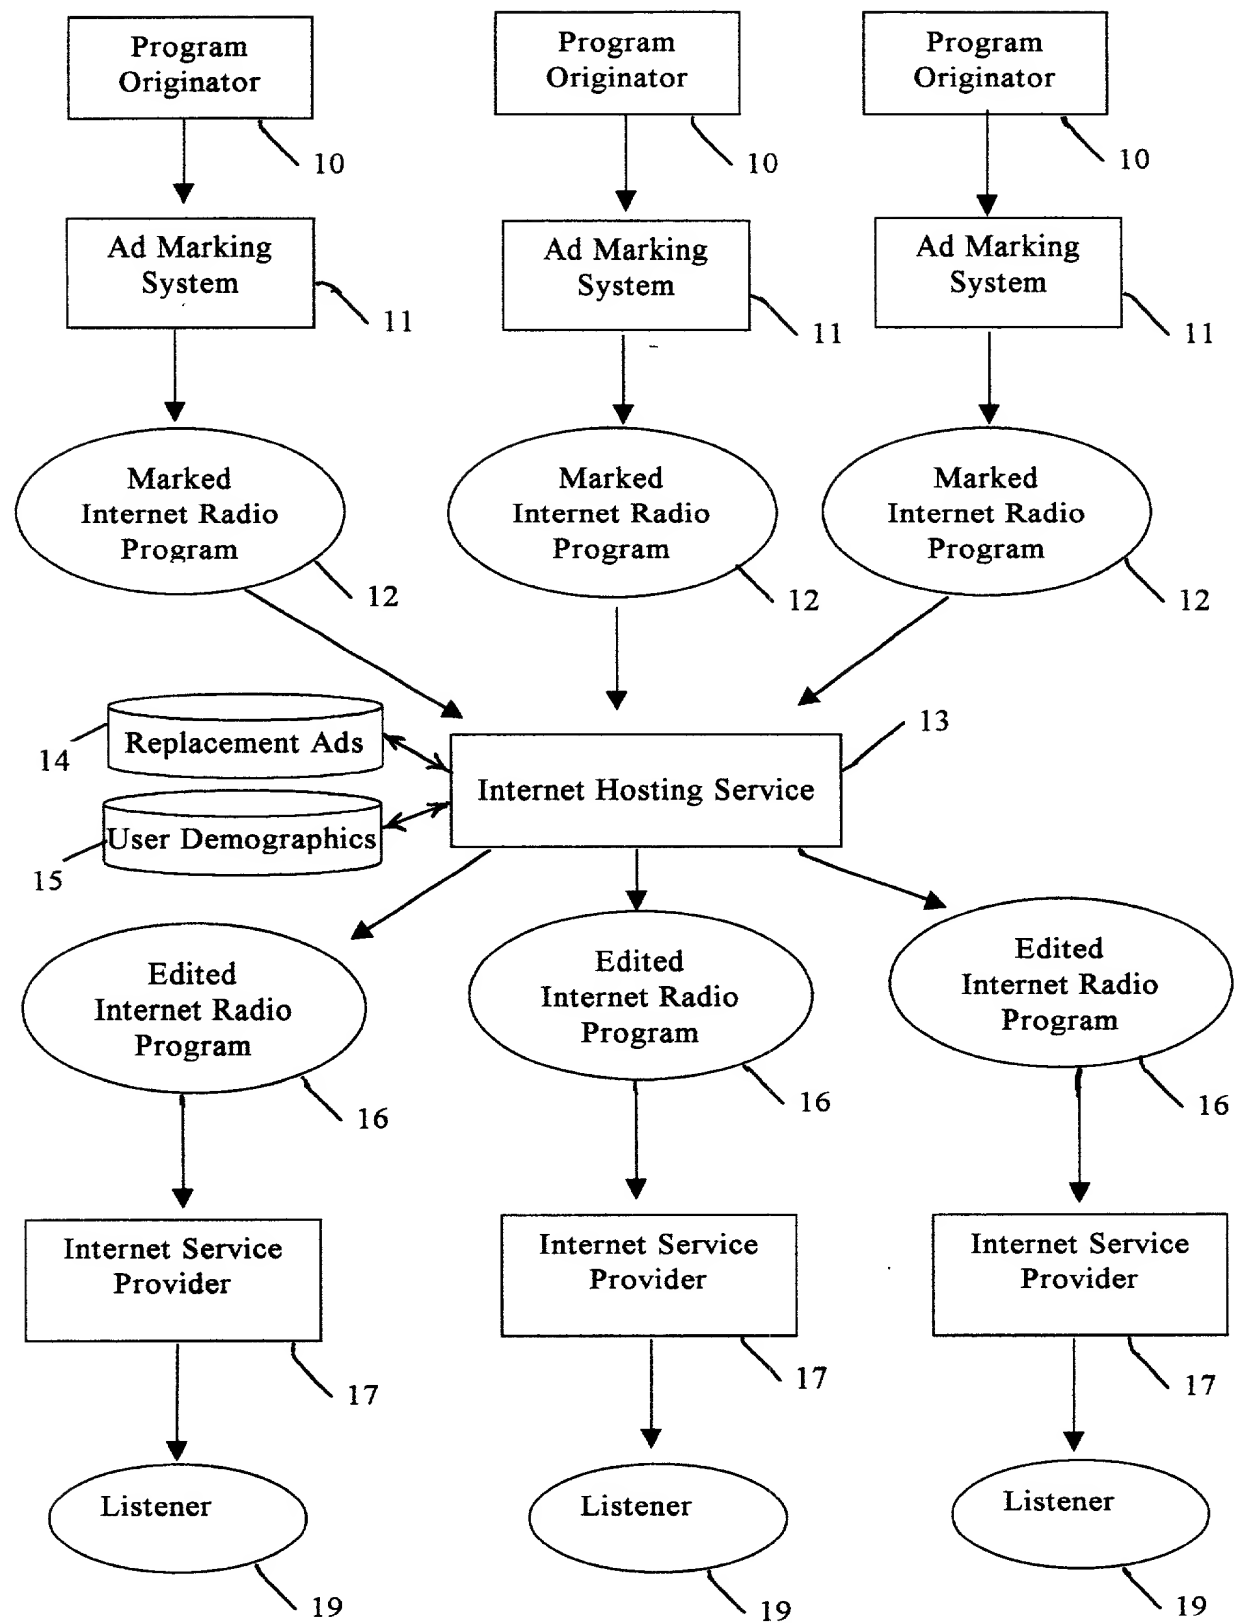 Program
Originator
10
Program
Originator
10
Program
Originator
10
Ad Marking
System
11
Ad Marking
System
11
Ad Marking
System
11
Marked
Internet Radio
Program
12
Marked
Internet Radio
Program
12
Marked
Internet Radio
Program
12
13
Replacement Ads
14
Internet Hosting Service
User Demographics
15
Edited
Internet Radio
Program
16
Edited
Internet Radio
Program
16
Edited
Internet Radio
Program
16
Internet Service
Provider
17
Internet Service
Provider
17
Internet Service
Provider
17
Listener
19
Listener
19
Listener
19